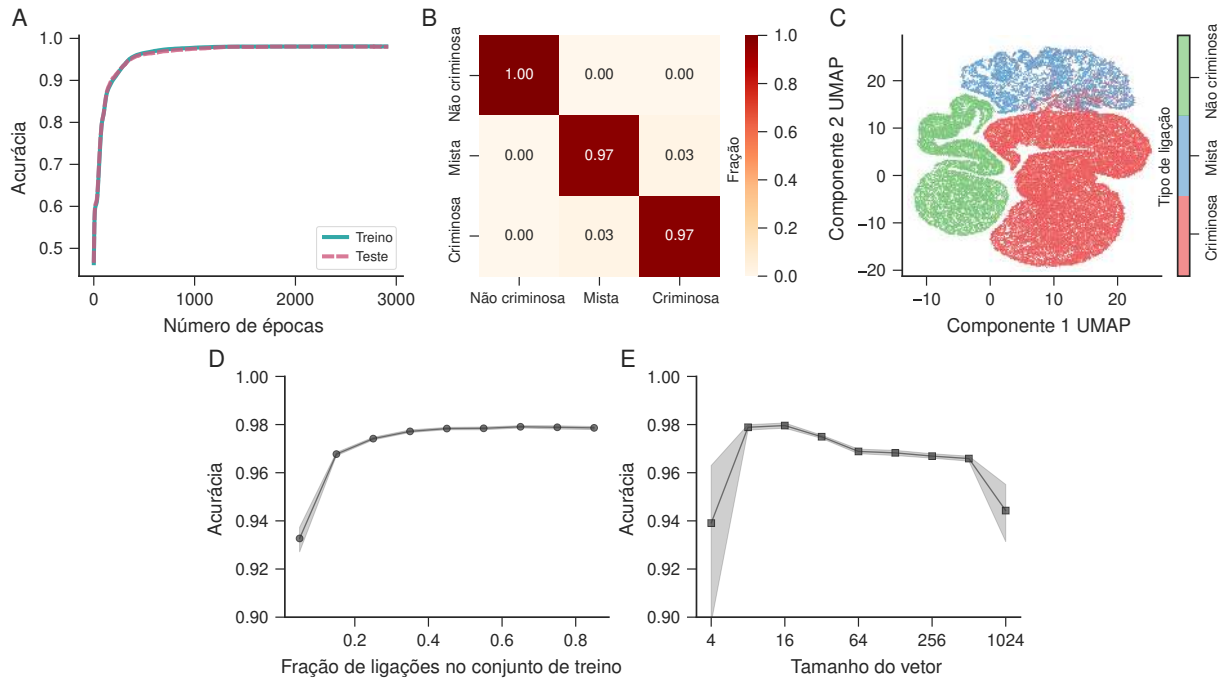 A
Acurácia
1.0
0.9
0.8
0.7
0.6
0.5
Treino
Teste
0
1000
2000
3000
Número de épocas
B
Não criminosa
Mista
Criminosa
1.00
0.00
0.00
0.00
0.97
0.03
0.00
0.03
0.97
Não criminosa
Mista
Criminosa
Fração
1.0
0.8
0.6
0.4
0.2
0.0
C
Componente 2 UMAP
20
10
0
−10
−20
−10
0
10
20
Componente 1 UMAP
Tipo de ligação
Não criminosa
Mista
Criminosa
D
Acurácia
1.00
0.98
0.96
0.94
0.92
0.90
0.2
0.4
0.6
0.8
Fração de ligações no conjunto de treino
E
Acurácia
1.00
0.98
0.96
0.94
0.92
0.90
4
16
64
256
1024
Tamanho do vetor